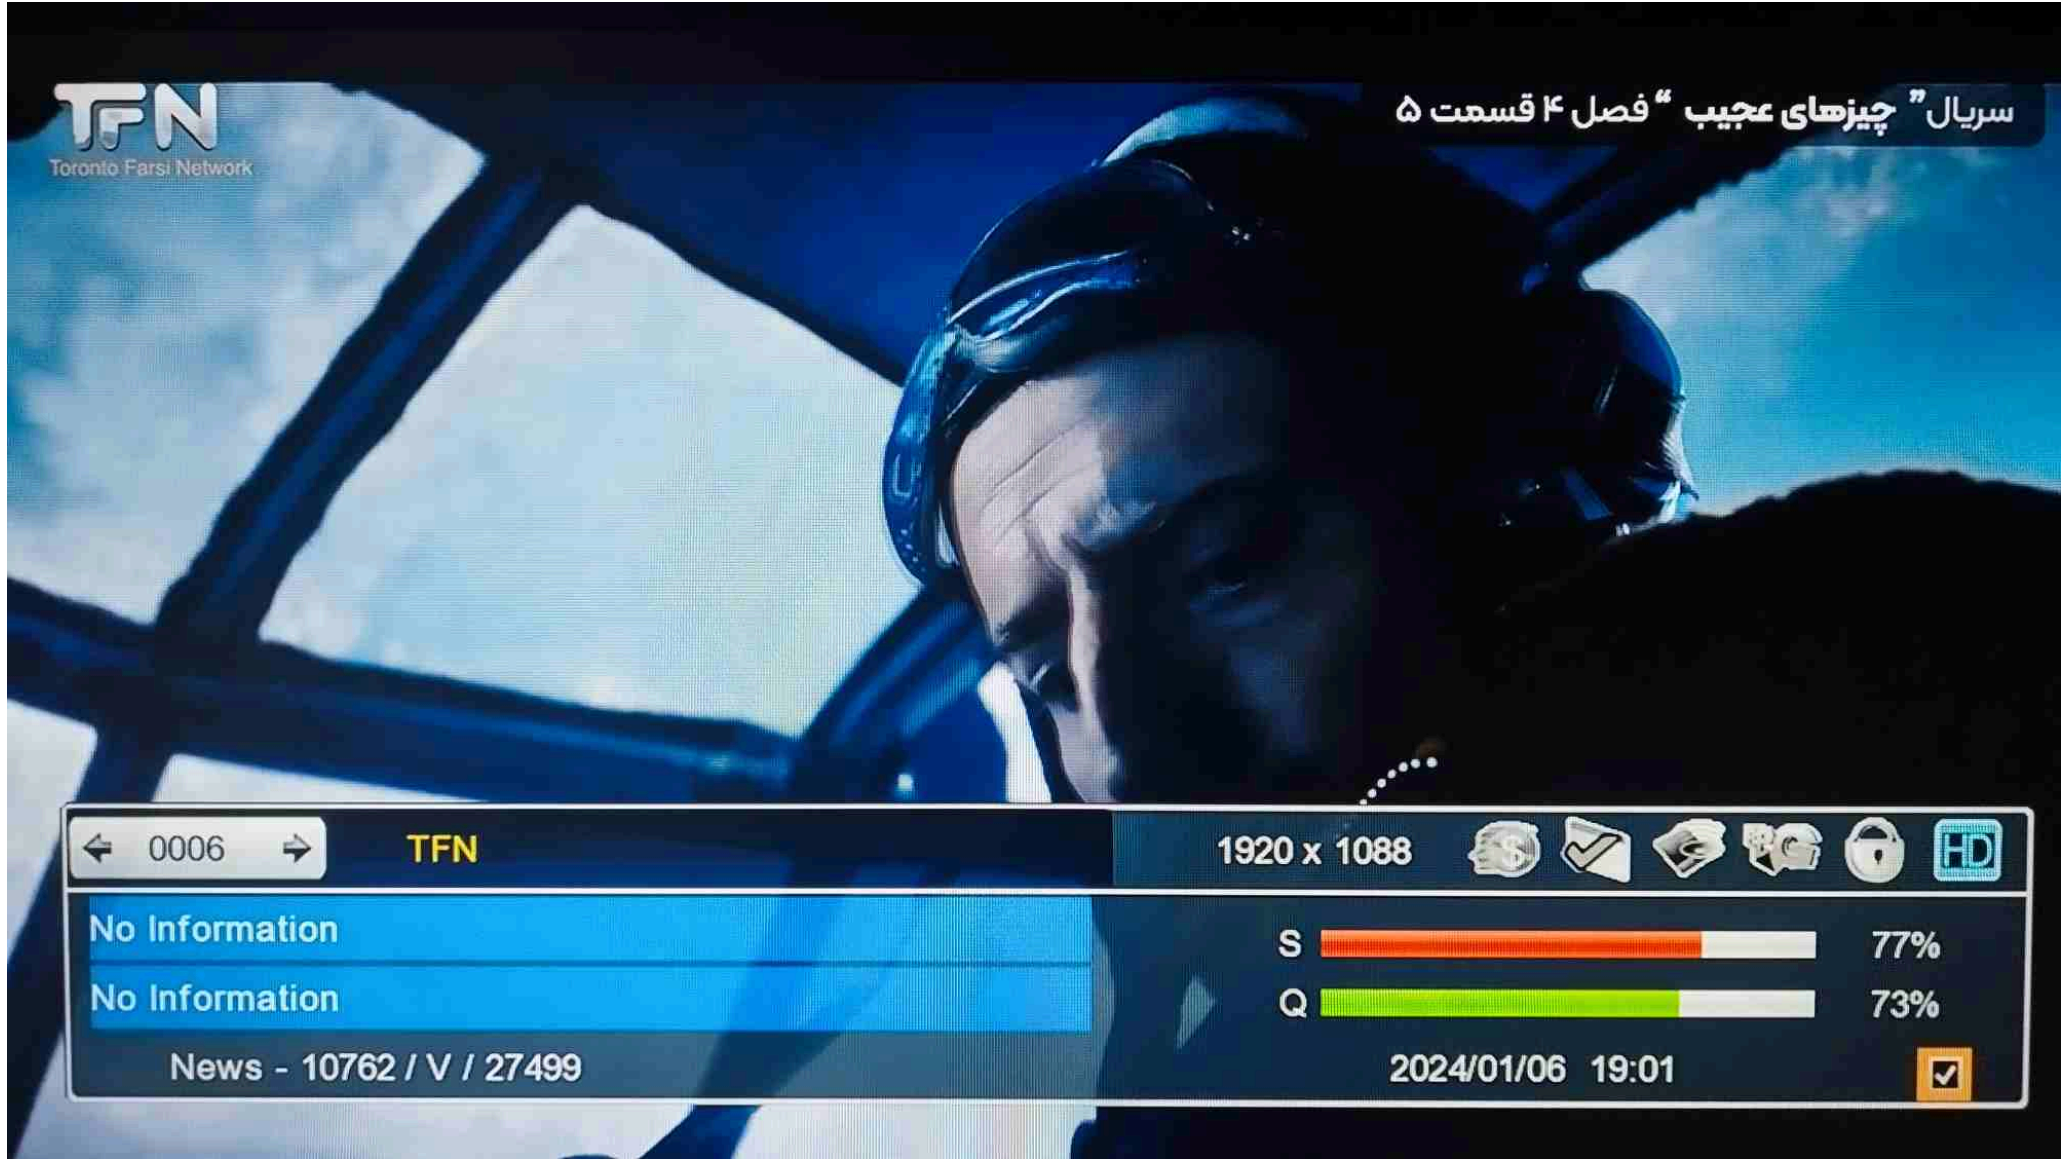 TFN
Toronto Farsi Network
سریال” چیزهای عجیب “فصل ۴ قسمت ۵
0006
TFN
1920 x 1088
HD
No Information
No Information
S 77%
Q 73%
News - 10762 / V / 27499
2024/01/06 19:01